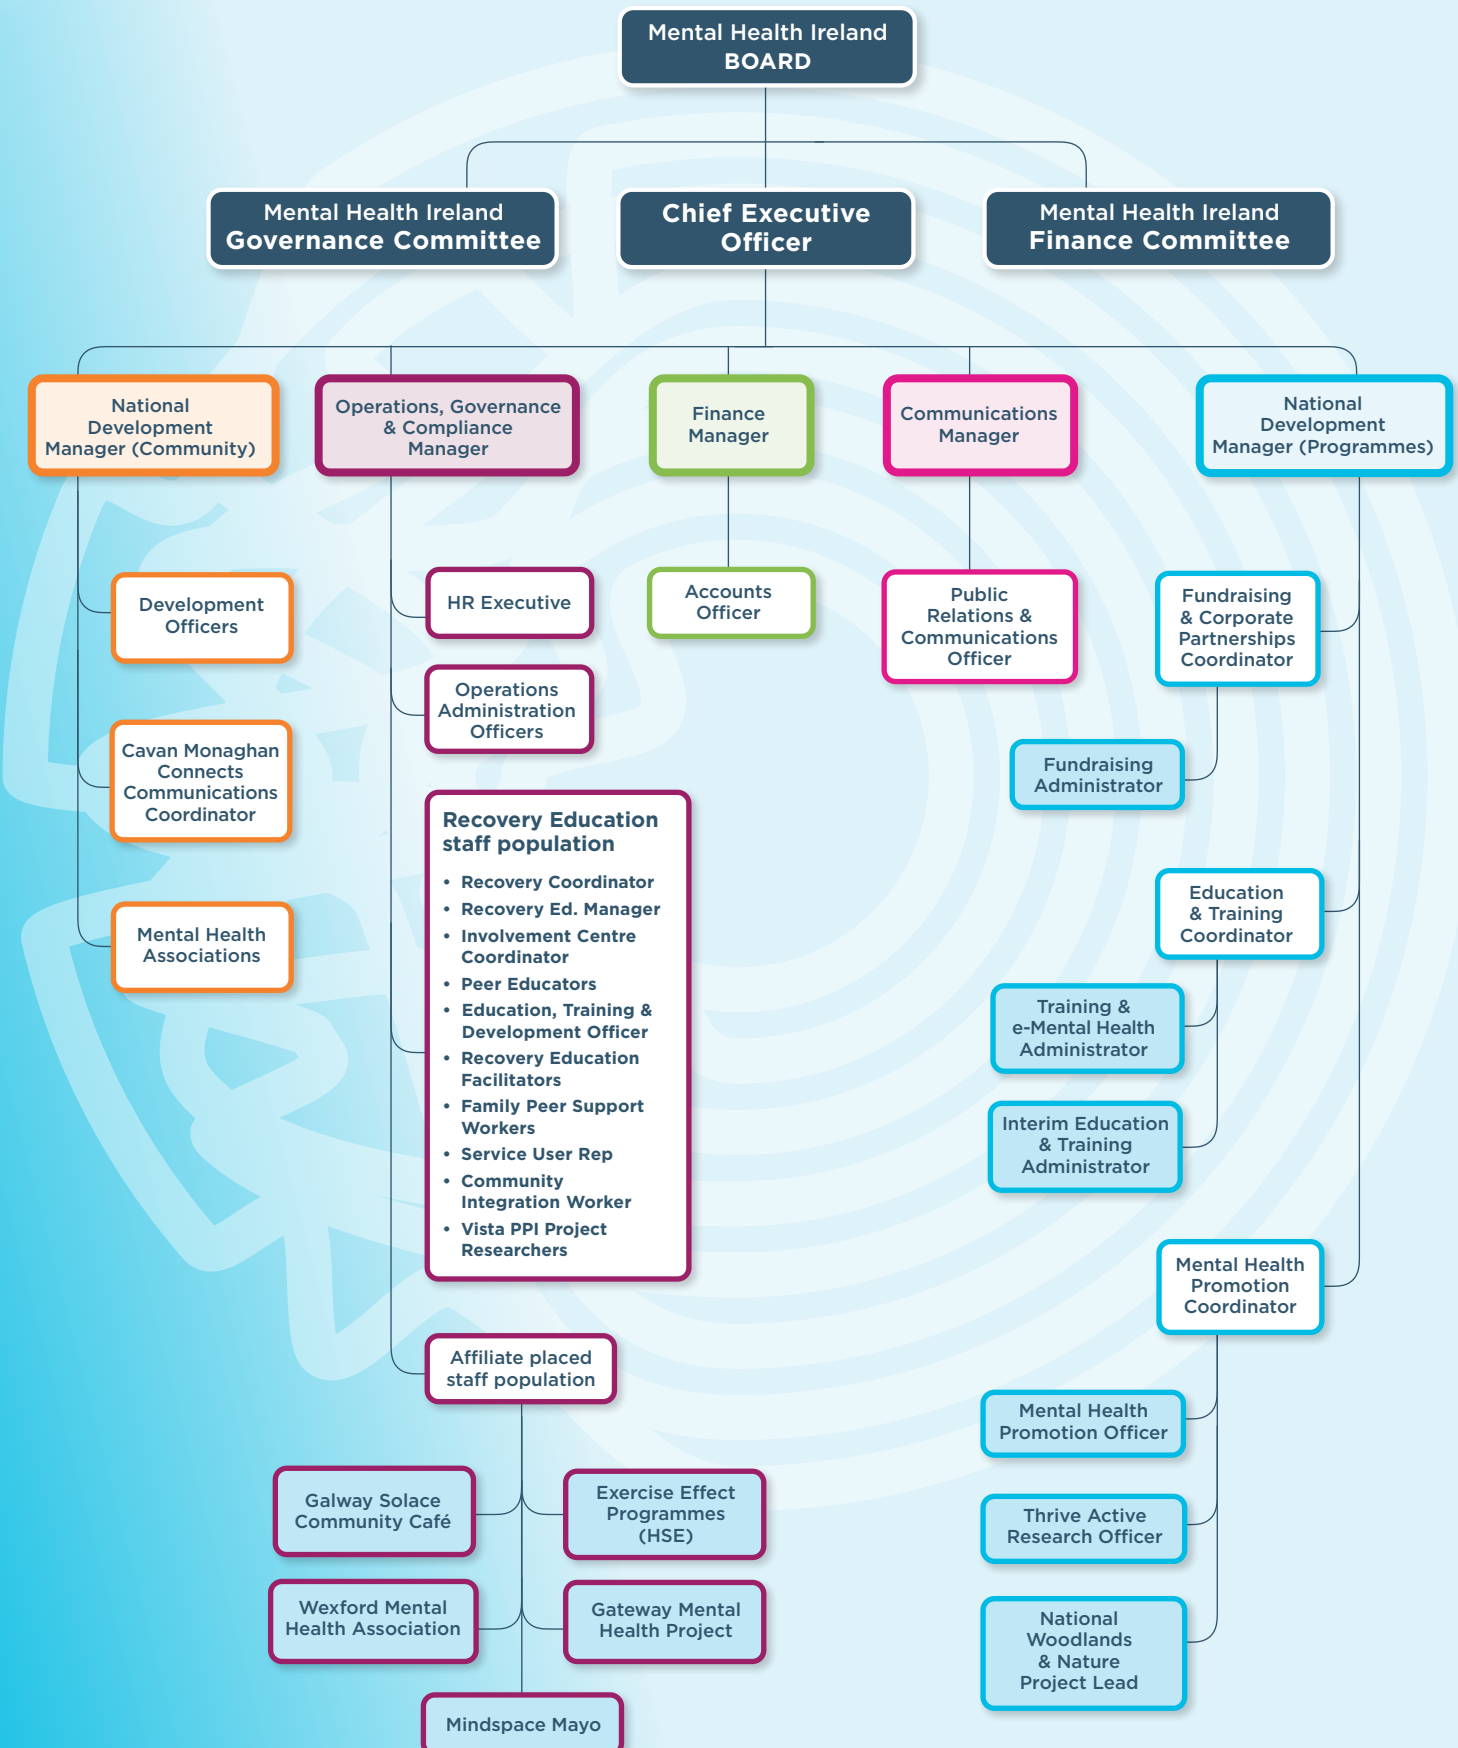 Mental Health Ireland
BOARD
Mental Health Ireland
Governance Committee
Chief Executive
Officer
Mental Health Ireland
Finance Committee
National
Development
Manager (Community)
Operations, Governance
& Compliance
Manager
Finance
Manager
Communications
Manager
National
Development
Manager (Programmes)
Development
Officers
Cavan Monaghan
Connects
Communications
Coordinator
Mental Health
Associations
HR Executive
Operations
Administration
Officers
Recovery Education
staff population
• Recovery Coordinator
• Recovery Ed. Manager
• Involvement Centre
Coordinator
• Peer Educators
• Education, Training &
Development Officer
• Recovery Education
Facilitators
• Family Peer Support
Workers
• Service User Rep
• Community
Integration Worker
• Vista PPI Project
Researchers
Affiliate placed
staff population
Galway Solace
Community Café
Exercise Effect
Programmes
(HSE)
Wexford Mental
Health Association
Gateway Mental
Health Project
Mindspace Mayo
Accounts
Officer
Public
Relations &
Communications
Officer
Fundraising
& Corporate
Partnerships
Coordinator
Fundraising
Administrator
Education
& Training
Coordinator
Training &
e-Mental Health
Administrator
Interim Education
& Training
Administrator
Mental Health
Promotion
Coordinator
Mental Health
Promotion Officer
Thrive Active
Research Officer
National
Woodlands
& Nature
Project Lead